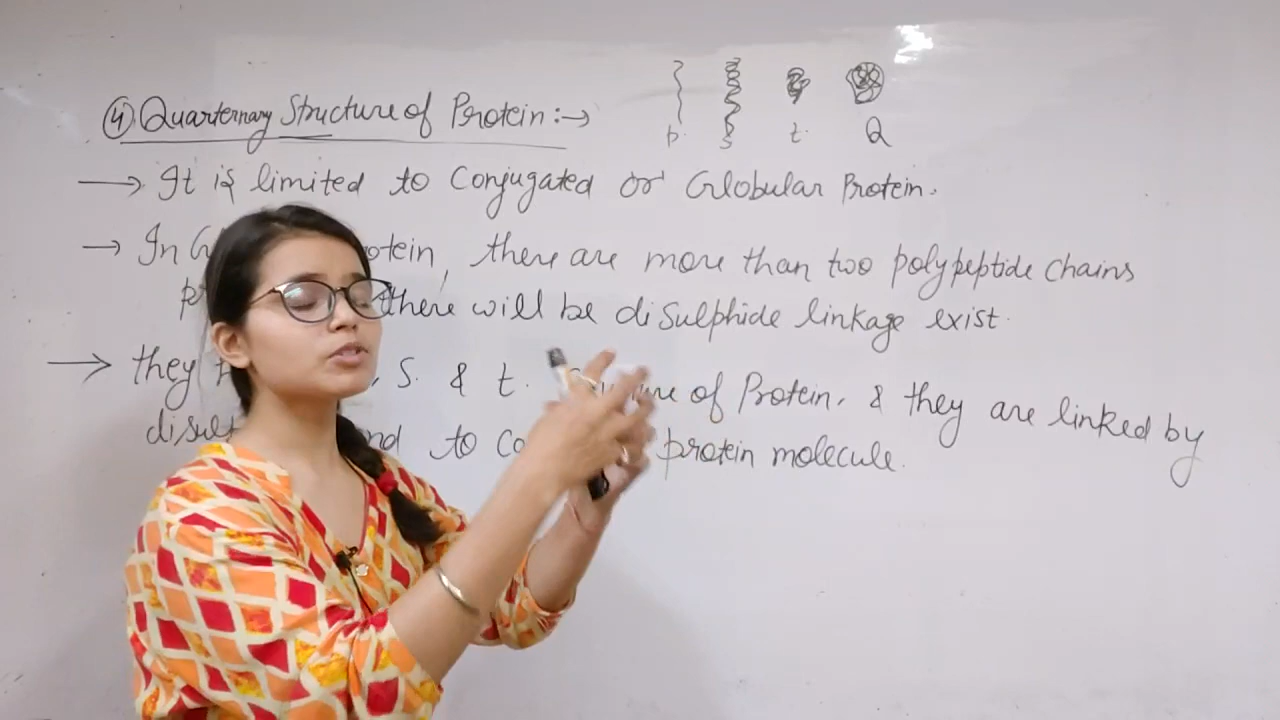 p. S t. Q
④ Quarternary Structure of Protein :→
→ It is limited to Conjugated or Globular Protein.
→ In G otein, there are more than two polypeptide chains
there will be disulphide linkage exist.
→ they , S. & t. of Protein. & they are linked by
disul nd to co protein molecule.